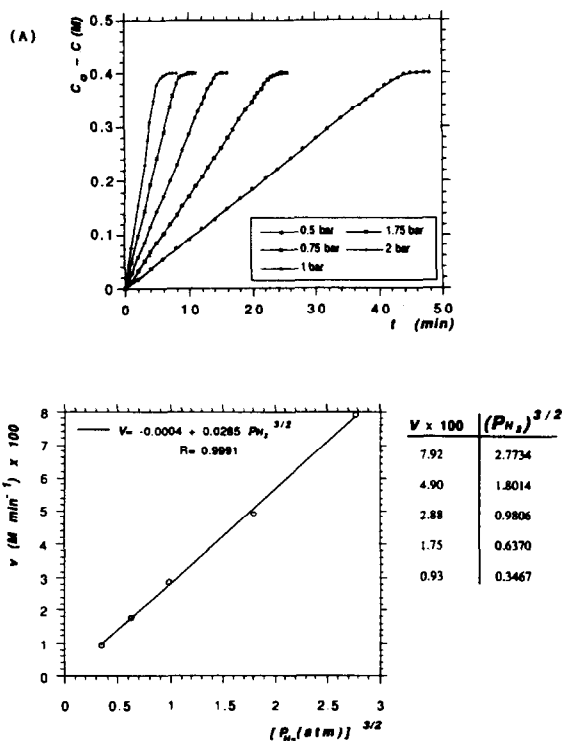 (A)
C₀ - C (M)
0.5
0.4
0.3
0.2
0.1
0
0 10 20 30 40 50
t (min)
0.5 bar
1.75 bar
0.75 bar
2 bar
1 bar
V= -0.0004 + 0.0285 P_H₂ ^3/2
R= 0.9991
v (M min⁻¹) x 100
8
7
6
5
4
3
2
1
0
0 0.5 1 1.5 2 2.5 3
[P_H₂(atm)] ^3/2
V x 100 (P_H₂)^3/2
7.92 2.7734
4.90 1.8014
2.88 0.9806
1.75 0.6370
0.93 0.3467